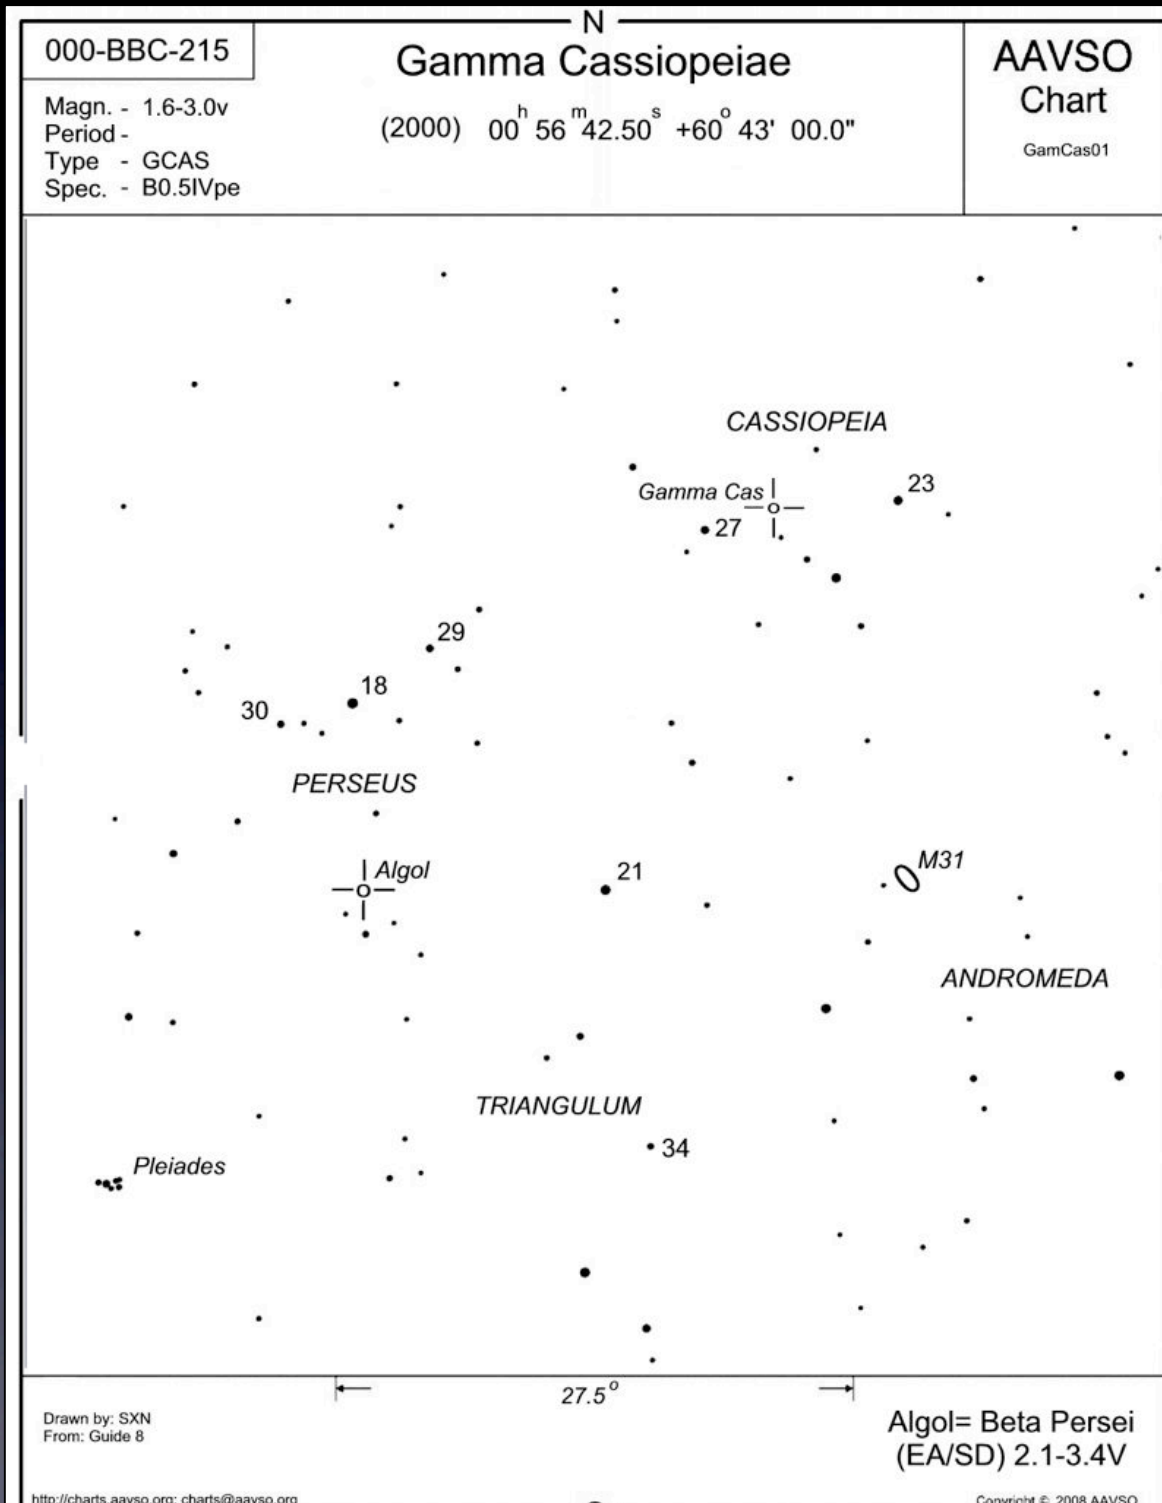 N
000-BBC-215
Gamma Cassiopeiae
AAVSO
Chart
GamCas01
Magn. - 1.6-3.0v
Period -
Type - GCAS
Spec. - B0.5IVpe
(2000) 00h 56m 42.50s +60o 43' 00.0"
CASSIOPEIA
23
Gamma Cas
27
29
18
30
PERSEUS
M31
Algol
21
ANDROMEDA
TRIANGULUM
34
Pleiades
27.5o
Drawn by: SXN
From: Guide 8
Algol= Beta Persei
(EA/SD) 2.1-3.4V
http://charts.aavso.org; charts@aavso.org
Copyright © 2008 AAVSO